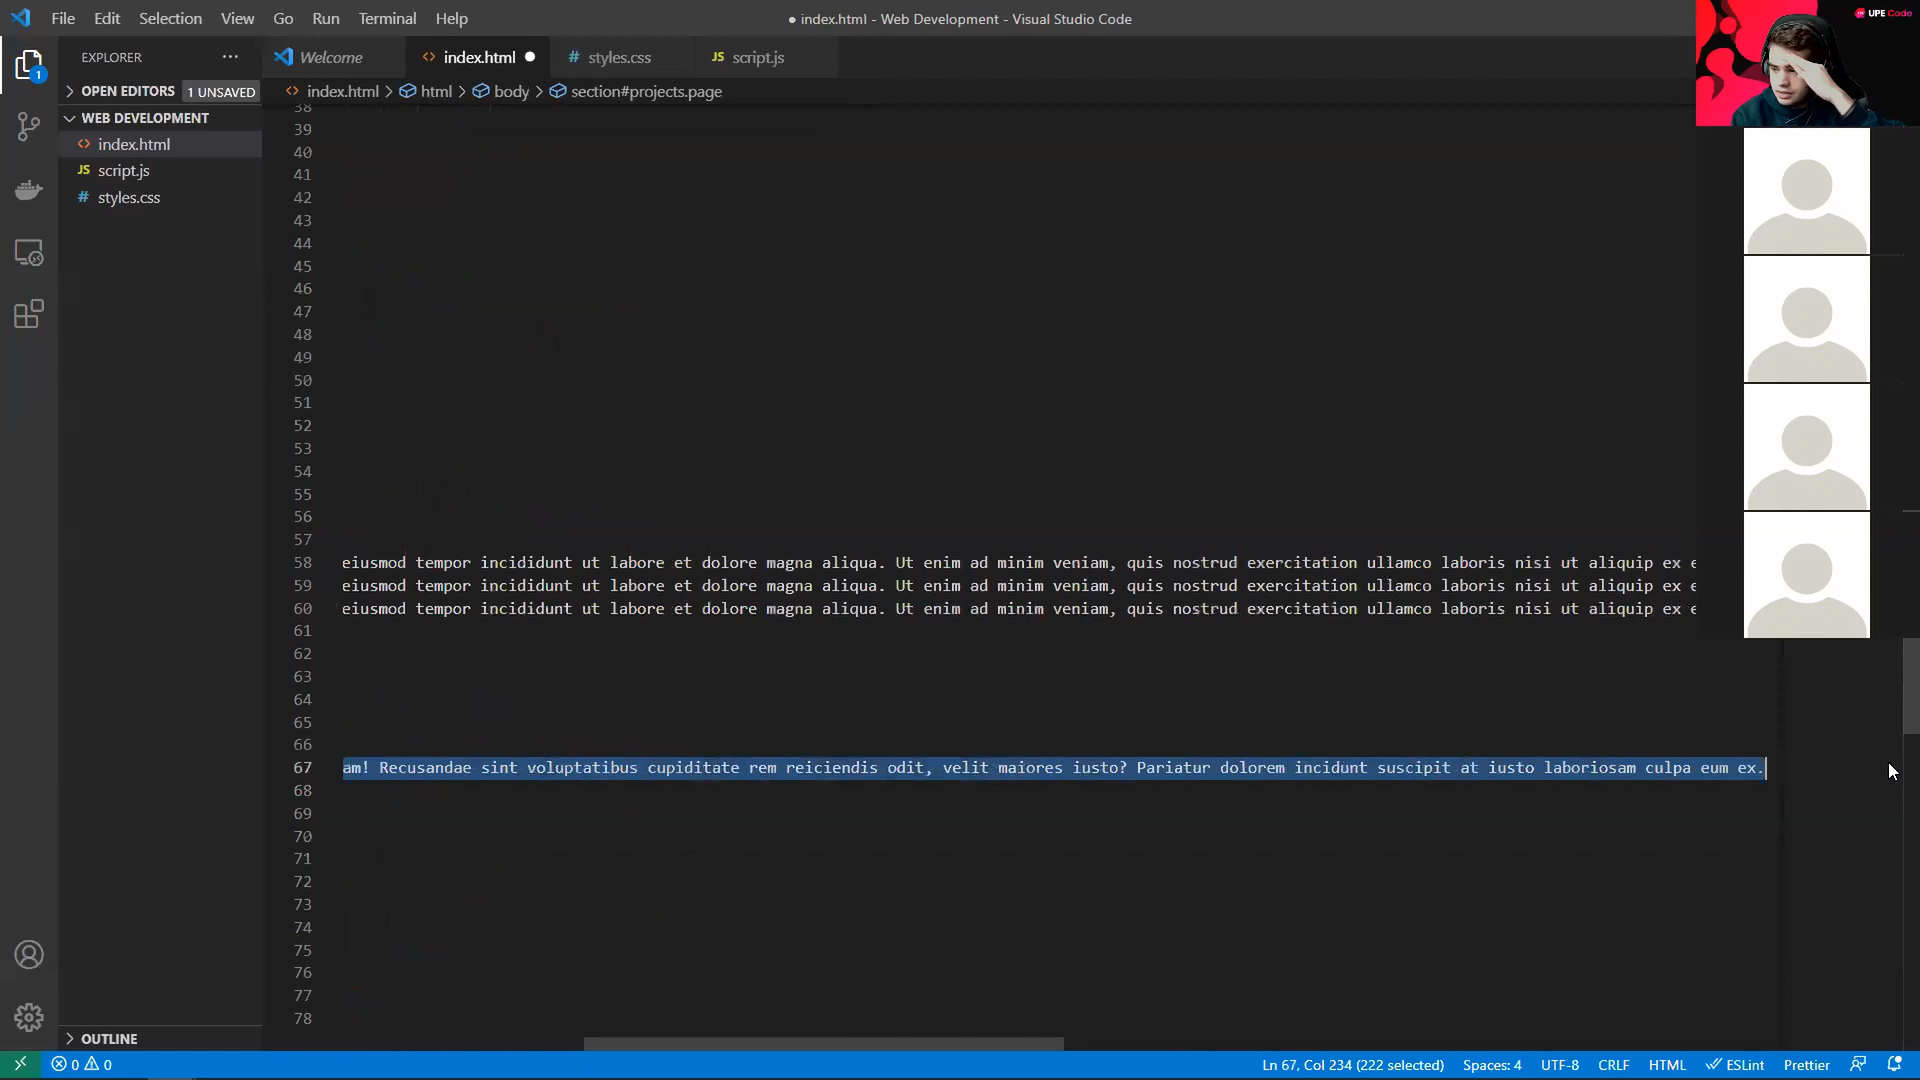 File Edit Selection View Go Run Terminal Help
● index.html - Web Development - Visual Studio Code
UPE Code
EXPLORER
Welcome
index.html
styles.css
JS script.js
OPEN EDITORS 1 UNSAVED
index.html > html > body > section#projects.page
WEB DEVELOPMENT
index.html
JS script.js
# styles.css
1
38
39
40
41
42
43
44
45
46
47
48
49
50
51
52
53
54
55
56
57
58 eiusmod tempor incididunt ut labore et dolore magna aliqua. Ut enim ad minim veniam, quis nostrud exercitation ullamco laboris nisi ut aliquip ex e
59 eiusmod tempor incididunt ut labore et dolore magna aliqua. Ut enim ad minim veniam, quis nostrud exercitation ullamco laboris nisi ut aliquip ex e
60 eiusmod tempor incididunt ut labore et dolore magna aliqua. Ut enim ad minim veniam, quis nostrud exercitation ullamco laboris nisi ut aliquip ex e
61
62
63
64
65
66
67 am! Recusandae sint voluptatibus cupiditate rem reiciendis odit, velit maiores iusto? Pariatur dolorem incidunt suscipit at iusto laboriosam culpa eum ex.
68
69
70
71
72
73
74
75
76
77
78
OUTLINE
0 0
Ln 67, Col 234 (222 selected) Spaces: 4 UTF-8 CRLF HTML ESLint Prettier